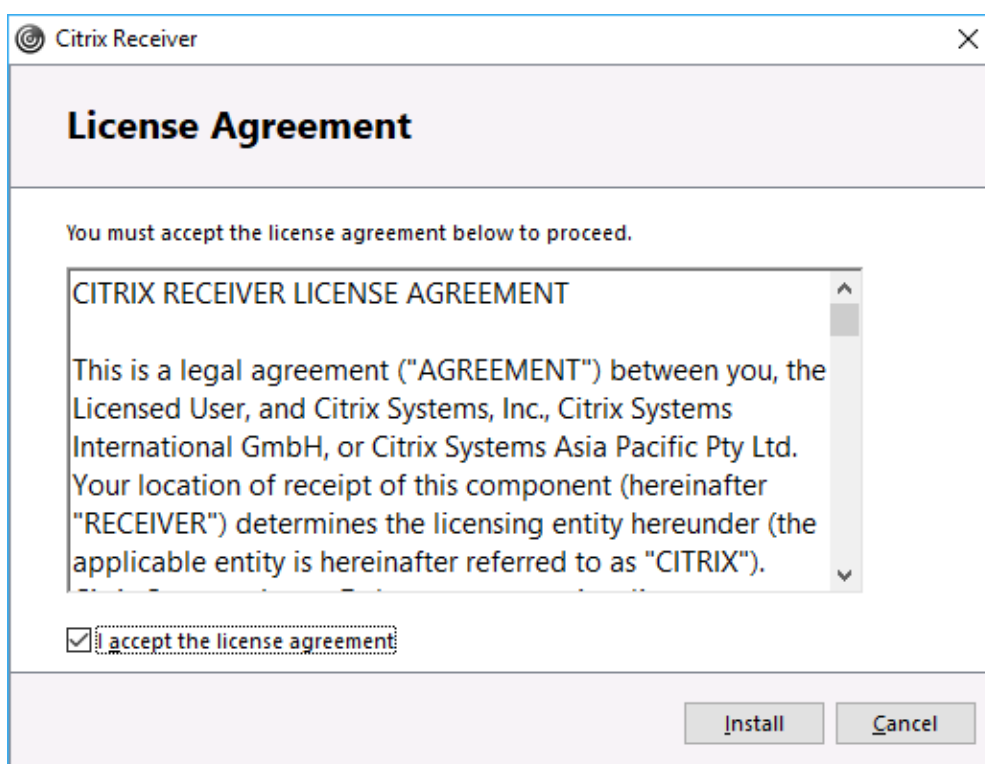 Citrix Receiver
License Agreement
You must accept the license agreement below to proceed.
CITRIX RECEIVER LICENSE AGREEMENT
This is a legal agreement ("AGREEMENT") between you, the
Licensed User, and Citrix Systems, Inc., Citrix Systems
International GmbH, or Citrix Systems Asia Pacific Pty Ltd.
Your location of receipt of this component (hereinafter
"RECEIVER") determines the licensing entity hereunder (the
applicable entity is hereinafter referred to as "CITRIX").
I accept the license agreement
Install
Cancel